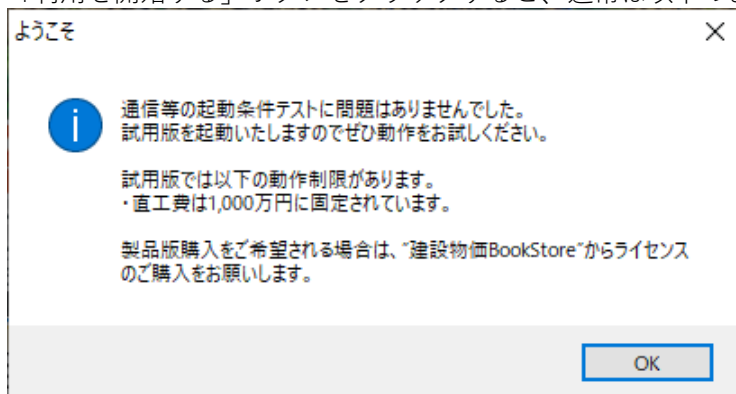 ようこそ
通信等の起動条件テストに問題はありませんでした。
試用版を起動いたしますのでぜひ動作をお試しください。
試用版では以下の動作制限があります。
・直工費は1,000万円に固定されています。
製品版購入をご希望される場合は、"建設物価BookStore"からライセンス
のご購入をお願いします。
OK